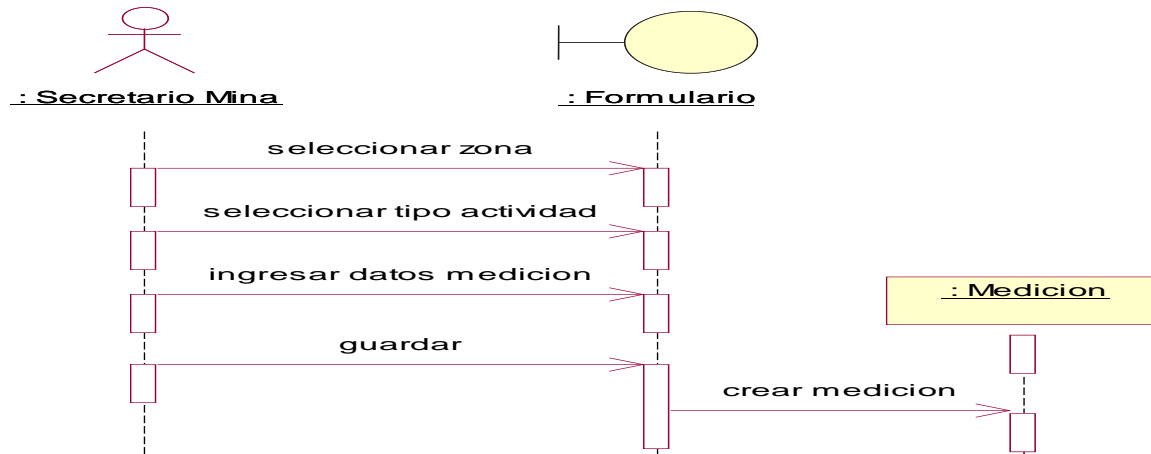 : Secretario Mina
: Formulario
seleccionar zona
seleccionar tipo actividad
ingresar datos medicion
: Medicion
guardar
crear medicion